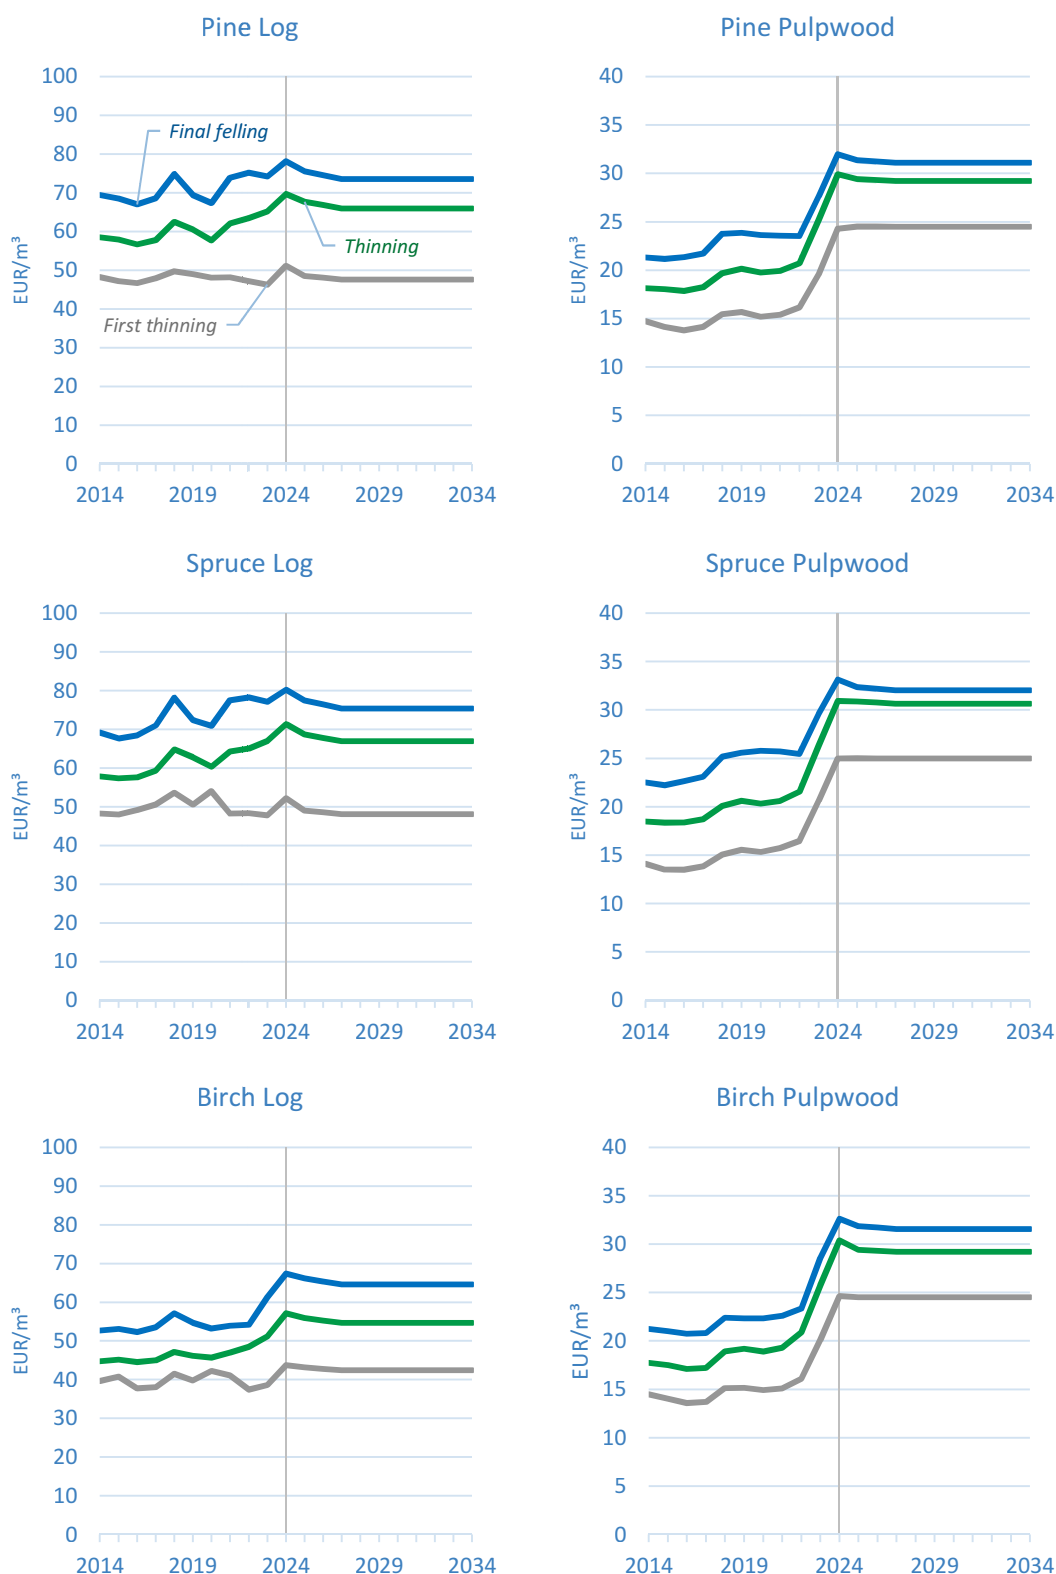 Pine Log
EUR/m³
100
90
80
70
60
50
40
30
20
10
0
Final felling
Thinning
First thinning
2014 2019 2024 2029 2034
Pine Pulpwood
EUR/m³
40
35
30
25
20
15
10
5
0
2014 2019 2024 2029 2034
Spruce Log
EUR/m³
100
90
80
70
60
50
40
30
20
10
0
2014 2019 2024 2029 2034
Spruce Pulpwood
EUR/m³
40
35
30
25
20
15
10
5
0
2014 2019 2024 2029 2034
Birch Log
EUR/m³
100
90
80
70
60
50
40
30
20
10
0
2014 2019 2024 2029 2034
Birch Pulpwood
EUR/m³
40
35
30
25
20
15
10
5
0
2014 2019 2024 2029 2034